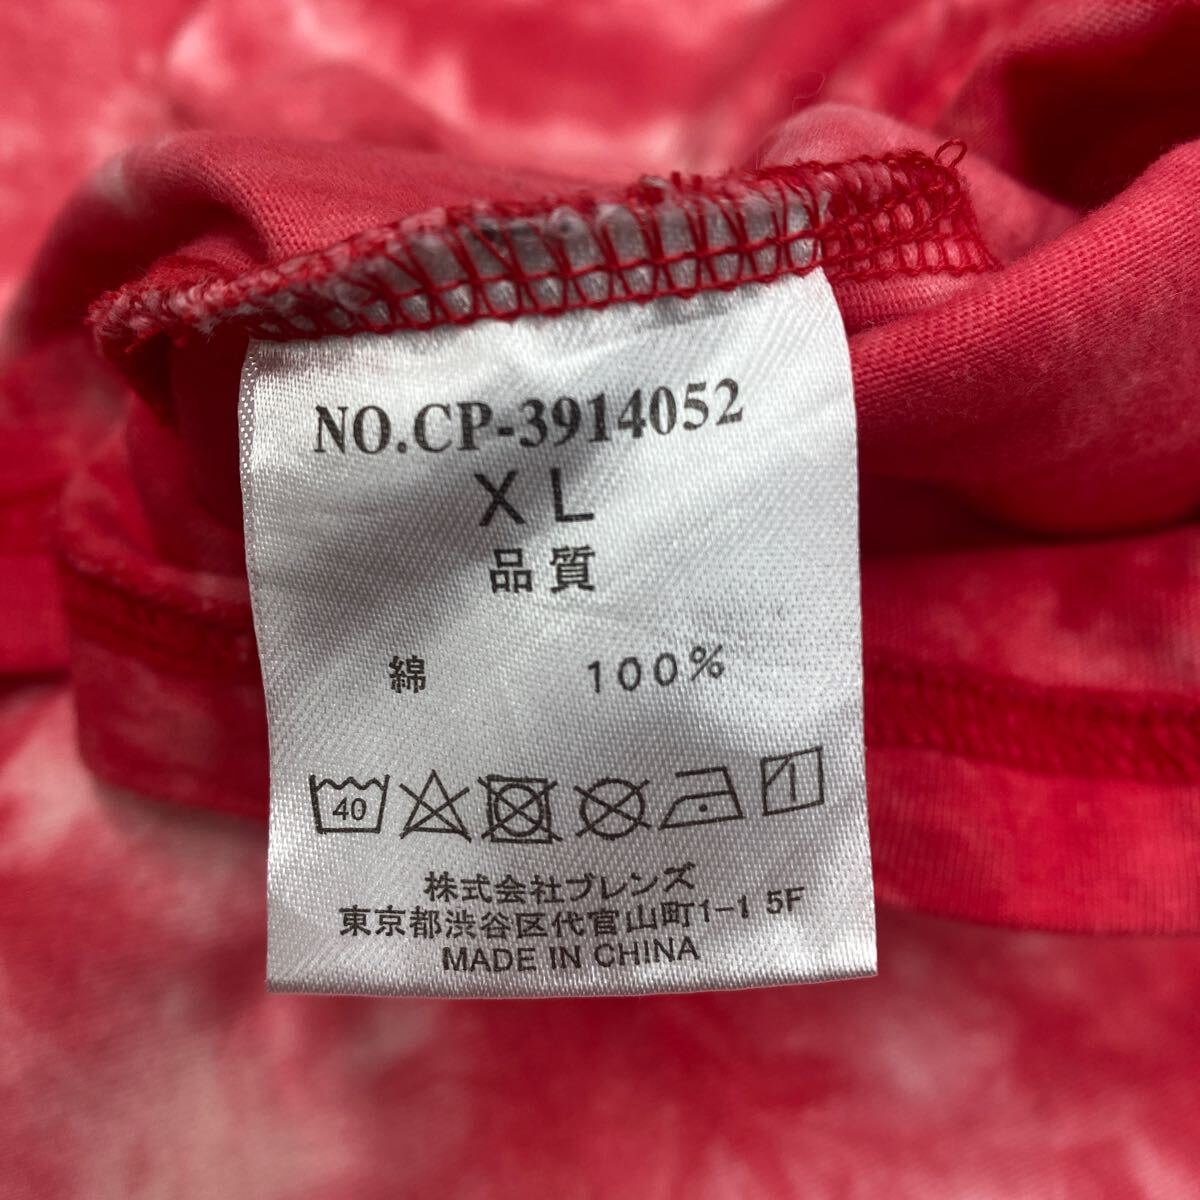 NO.CP-3914052
XL
品質
綿 100%
40
株式会社ブレンズ
東京都渋谷区代官山町1-1 5F
MADE IN CHINA